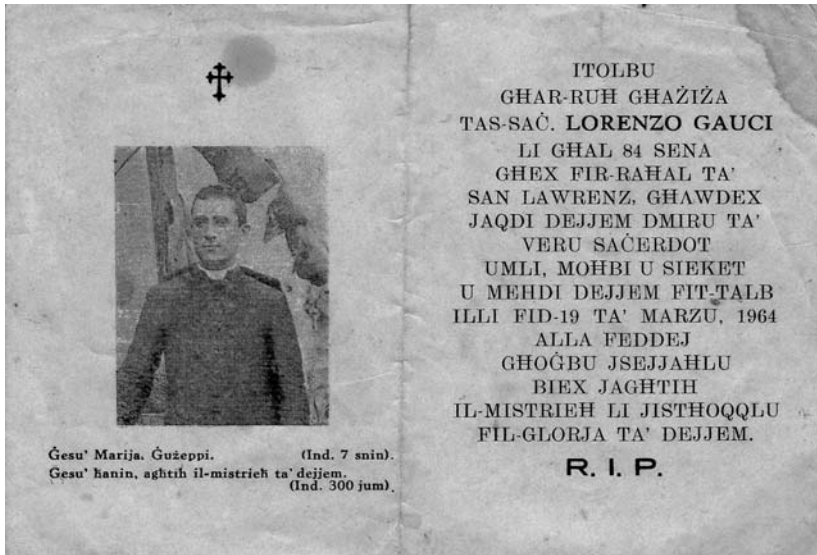 Ġesu' Marija, Ġużeppi. (Ind. 7 snin).
Ġesu' ħanin, agħtih il-mistrieħ ta' dejjem.
(Ind. 300 jum).
ITOLBU
GĦAR-RUĦ GĦAŻIŻA
TAS-SAĊ. LORENZO GAUCI
LI GĦAL 84 SENA
GĦEX FIR-RAĦAL TA'
SAN LAWRENZ, GĦAWDEX
JAQDI DEJJEM DMIRU TA'
VERU SAĊERDOT
UMLI, MOĦBI U SIEKET
U MEHDI DEJJEM FIT-TALB
ILLI FID-19 TA' MARZU, 1964
ALLA FEDDEJ
GĦOĠBU JSEJJAĦLU
BIEX JAGĦTIH
IL-MISTRIEĦ LI JISTĦOQQLU
FIL-GLORJA TA' DEJJEM.
R. I. P.